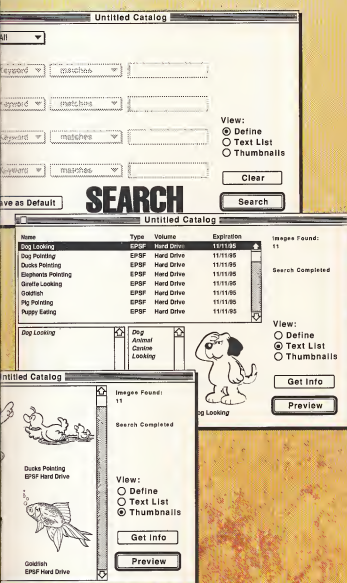 Untitled Catalog
All
Keyword matches
Keyword matches
Keyword matches
Keyword matches
View:
Define
Text List
Thumbnails
Clear
ave as Default
SEARCH
Search
Untitled Catalog
Name Type Volume Expiration
Dog Looking EPSF Hard Drive 11/11/95
Dog Pointing EPSF Hard Drive 11/11/95
Ducks Pointing EPSF Hard Drive 11/11/95
Elephants Pointing EPSF Hard Drive 11/11/95
Giraffe Looking EPSF Hard Drive 11/11/95
Goldfish EPSF Hard Drive 11/11/95
Pig Pointing EPSF Hard Drive 11/11/95
Puppy Eating EPSF Hard Drive 11/11/95
Images Found:
11
Search Completed
Dog Looking
Dog
Animal
Canine
Looking
og Looking
View:
Define
Text List
Thumbnails
Get Info
Preview
ntitled Catalog
Images Found:
11
Search Completed
Ducks Pointing
EPSF Hard Drive
Goldfish
EPSF Hard Drive
View:
Define
Text List
Thumbnails
Get Info
Preview